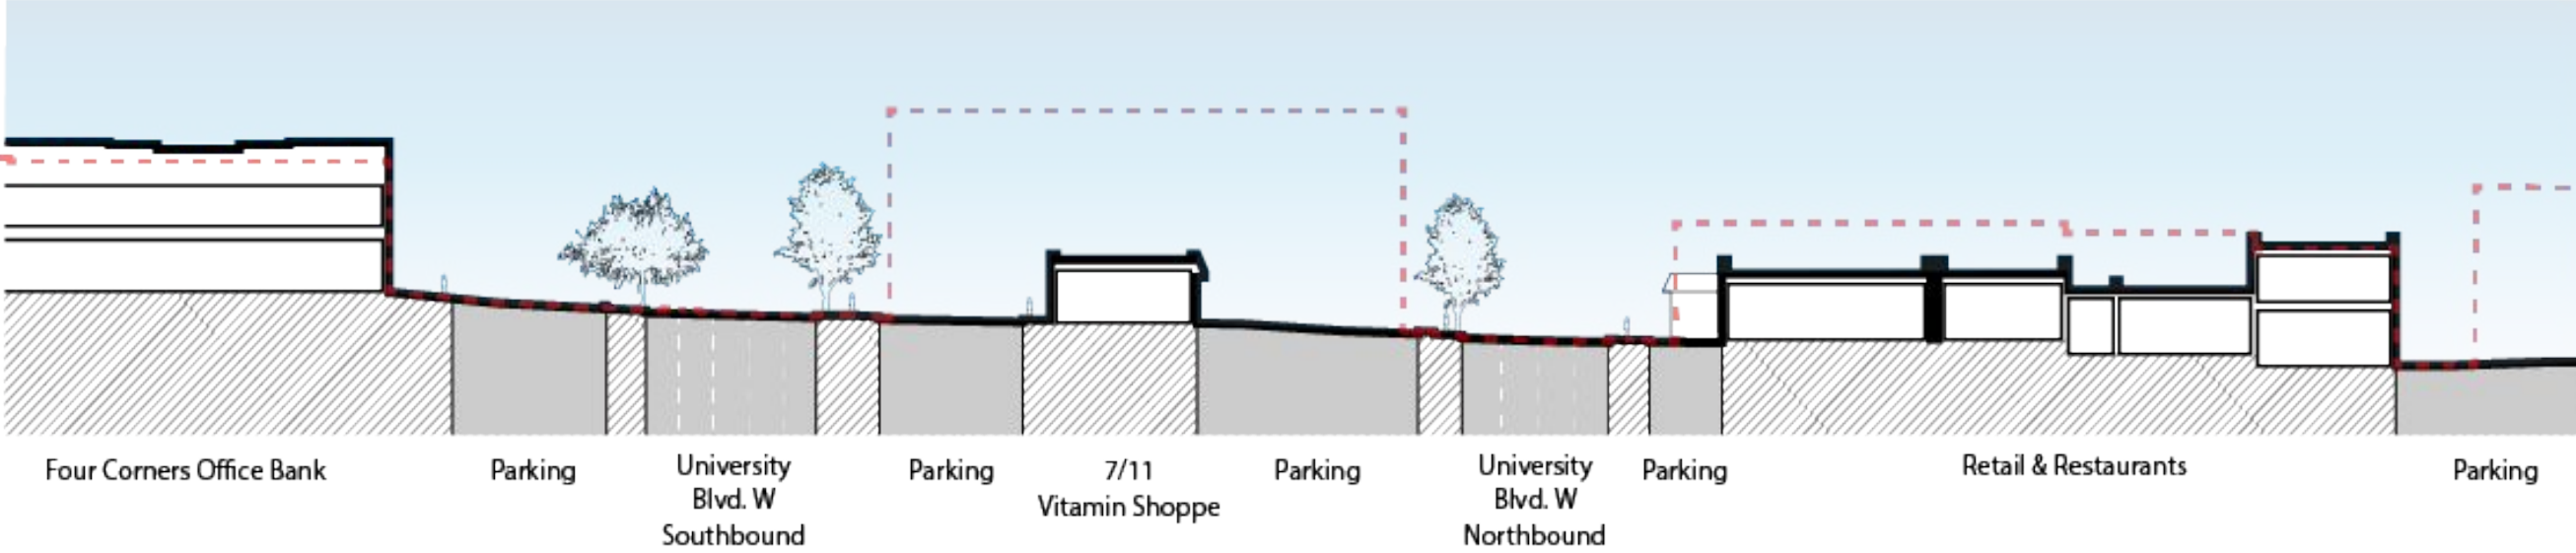 Four Corners Office Bank
Parking
University
Blvd. W
Southbound
Parking
7/11
Vitamin Shoppe
Parking
University
Blvd. W
Northbound
Parking
Retail & Restaurants
Parking